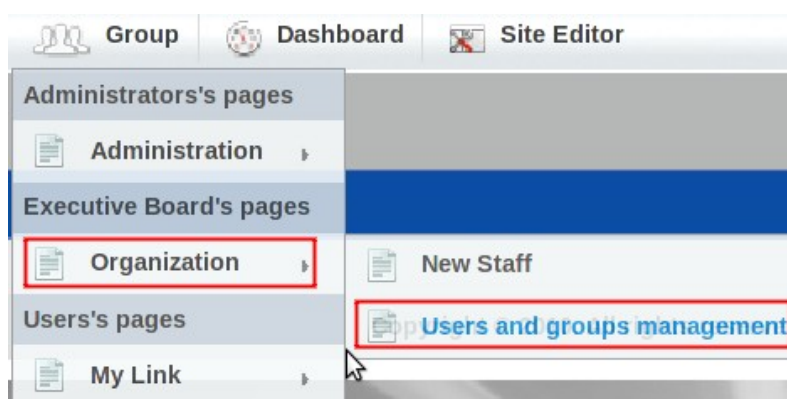 Group Dashboard Site Editor
Administrators's pages
Administration
Executive Board's pages
Organization
New Staff
Users's pages
Users and groups management
My Link